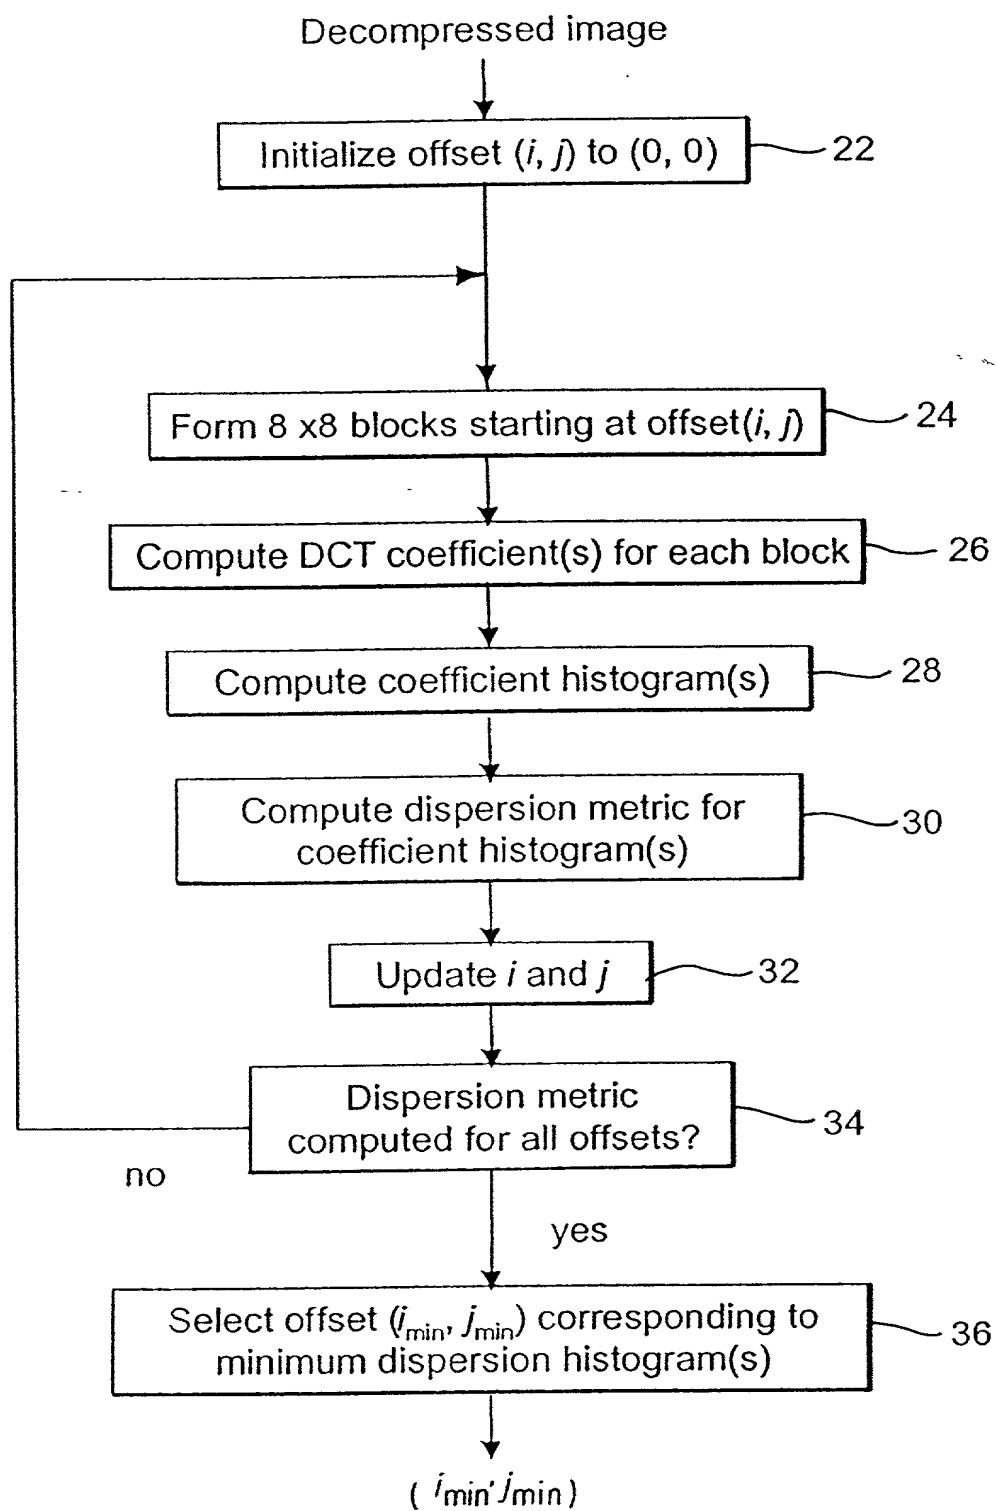 Decompressed image
Initialize offset (i, j) to (0, 0)
22
Form 8 x8 blocks starting at offset(i, j)
24
Compute DCT coefficient(s) for each block
26
Compute coefficient histogram(s)
28
Compute dispersion metric for
coefficient histogram(s)
30
Update i and j
32
Dispersion metric
computed for all offsets?
34
no
yes
Select offset (imin, jmin) corresponding to
minimum dispersion histogram(s)
36
( imin, jmin )